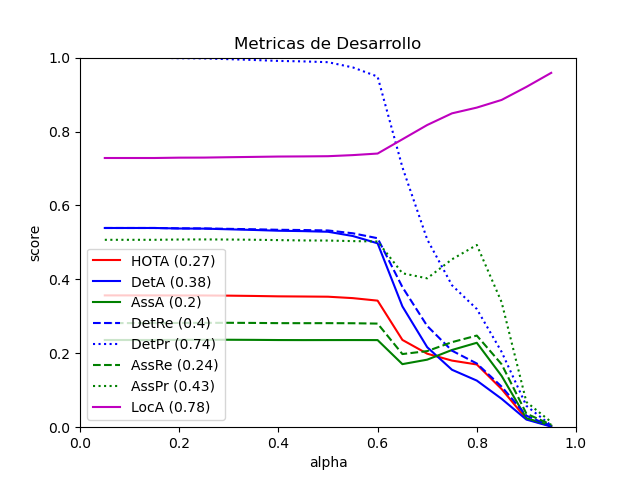 Metricas de Desarrollo
1.0
0.8
0.6
0.4
0.2
0.0
score
HOTA (0.27)
DetA (0.38)
AssA (0.2)
DetRe (0.4)
DetPr (0.74)
AssRe (0.24)
AssPr (0.43)
LocA (0.78)
0.0 0.2 0.4 0.6 0.8 1.0
alpha